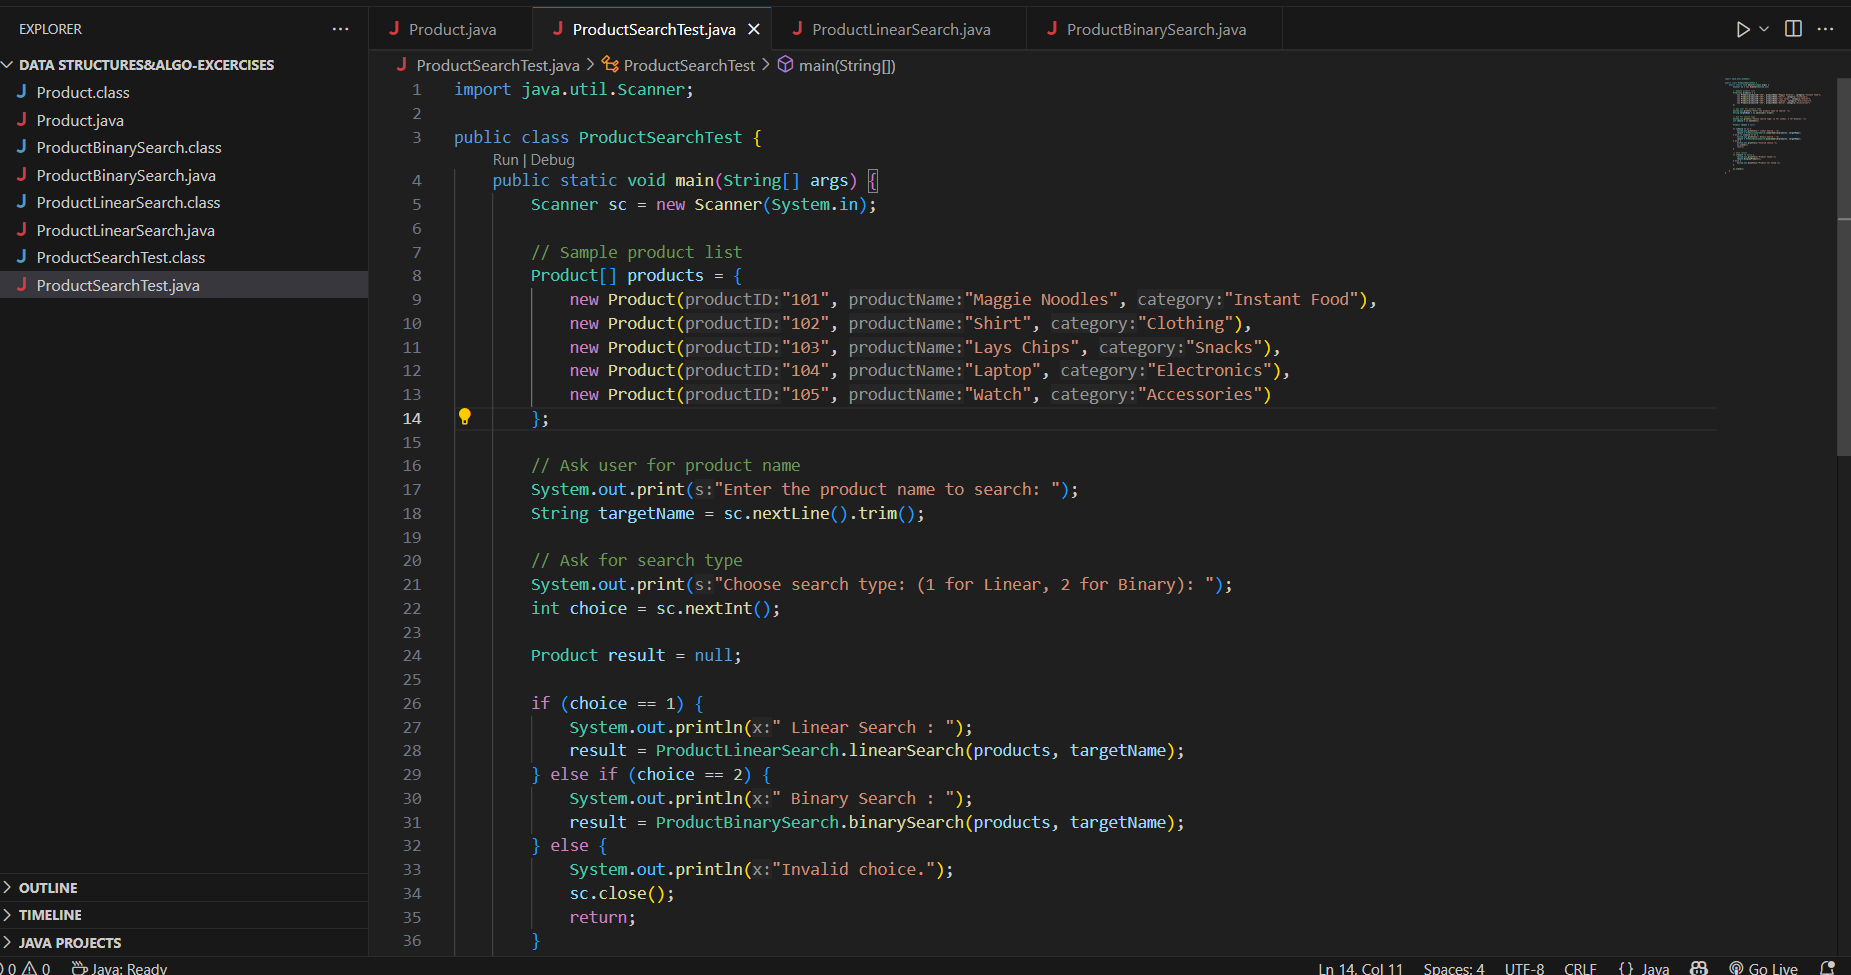 EXPLORER
DATA STRUCTURES&ALGO-EXCERCISES
Product.class
Product.java
ProductBinarySearch.class
ProductBinarySearch.java
ProductLinearSearch.class
ProductLinearSearch.java
ProductSearchTest.class
ProductSearchTest.java
OUTLINE
TIMELINE
JAVA PROJECTS
Product.java ProductSearchTest.java ProductLinearSearch.java ProductBinarySearch.java
ProductSearchTest.java > ProductSearchTest > main(String[])
1 import java.util.Scanner;
2
3 public class ProductSearchTest {
Run | Debug
4 public static void main(String[] args) {
5 Scanner sc = new Scanner(System.in);
6
7 // Sample product list
8 Product[] products = {
9 new Product(productID:"101", productName:"Maggie Noodles", category:"Instant Food"),
10 new Product(productID:"102", productName:"Shirt", category:"Clothing"),
11 new Product(productID:"103", productName:"Lays Chips", category:"Snacks"),
12 new Product(productID:"104", productName:"Laptop", category:"Electronics"),
13 new Product(productID:"105", productName:"Watch", category:"Accessories")
14 };
15
16 // Ask user for product name
17 System.out.print(s:"Enter the product name to search: ");
18 String targetName = sc.nextLine().trim();
19
20 // Ask for search type
21 System.out.print(s:"Choose search type: (1 for Linear, 2 for Binary): ");
22 int choice = sc.nextInt();
23
24 Product result = null;
25
26 if (choice == 1) {
27 System.out.println(x:" Linear Search : ");
28 result = ProductLinearSearch.linearSearch(products, targetName);
29 } else if (choice == 2) {
30 System.out.println(x:" Binary Search : ");
31 result = ProductBinarySearch.binarySearch(products, targetName);
32 } else {
33 System.out.println(x:"Invalid choice.");
34 sc.close();
35 return;
36 }
0 0 Java: Ready Ln 14, Col 11 Spaces: 4 UTF-8 CRLF {} Java Go Live